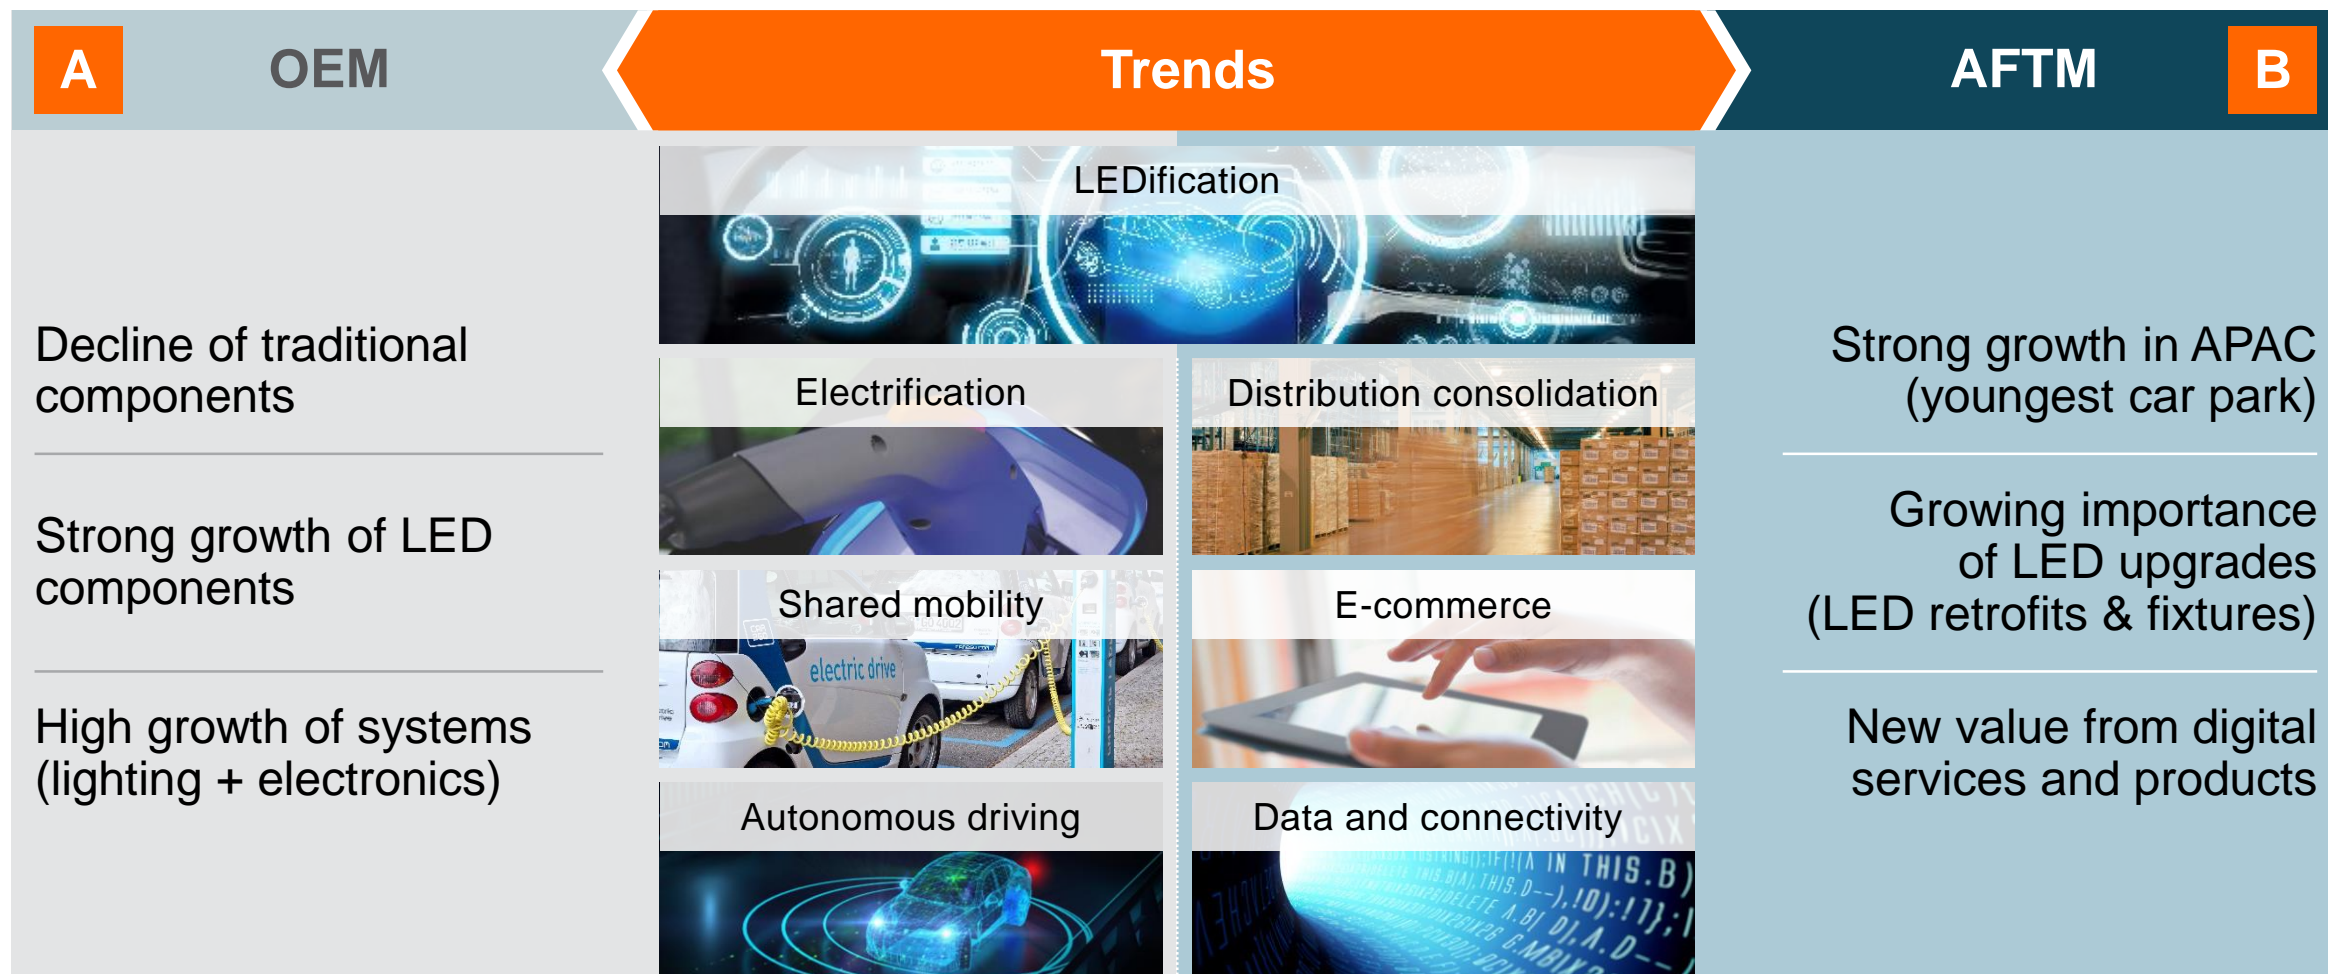 A
OEM
Trends
AFTM
B
LEDification
Decline of traditional
components
Strong growth of LED
components
High growth of systems
(lighting + electronics)
Electrification
Shared mobility
electric drive
Autonomous driving
Distribution consolidation
E-commerce
Data and connectivity
IN THIS.B)
Strong growth in APAC
(youngest car park)
Growing importance
of LED upgrades
(LED retrofits & fixtures)
New value from digital
services and products